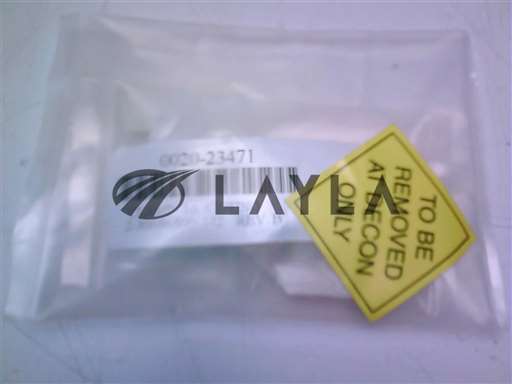 0020-23471
LAYLA
TO BE
REMOVED
AT DECON
ONLY